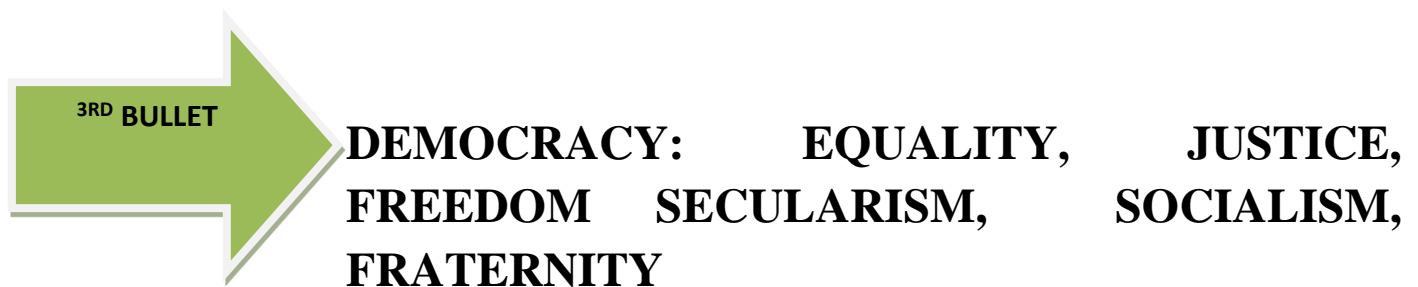 3RD BULLET
DEMOCRACY: EQUALITY, JUSTICE,
FREEDOM SECULARISM, SOCIALISM,
FRATERNITY